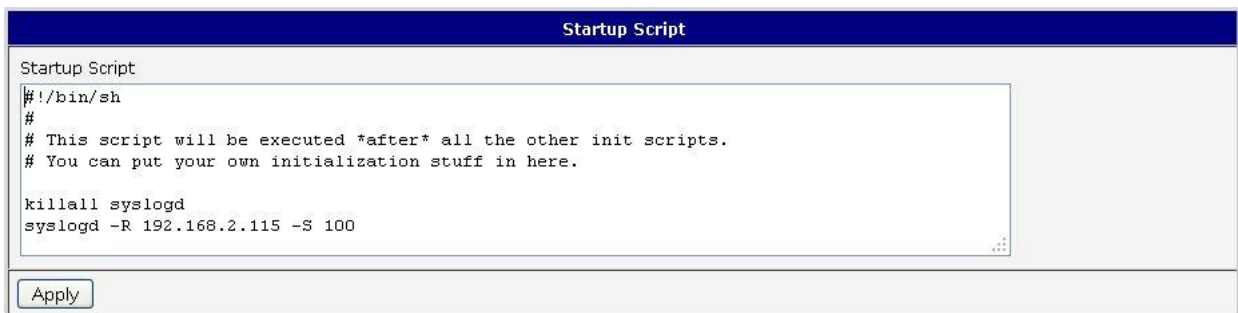 Startup Script
Startup Script
#!/bin/sh
#
# This script will be executed *after* all the other init scripts.
# You can put your own initialization stuff in here.
killall syslogd
syslogd -R 192.168.2.115 -S 100
Apply